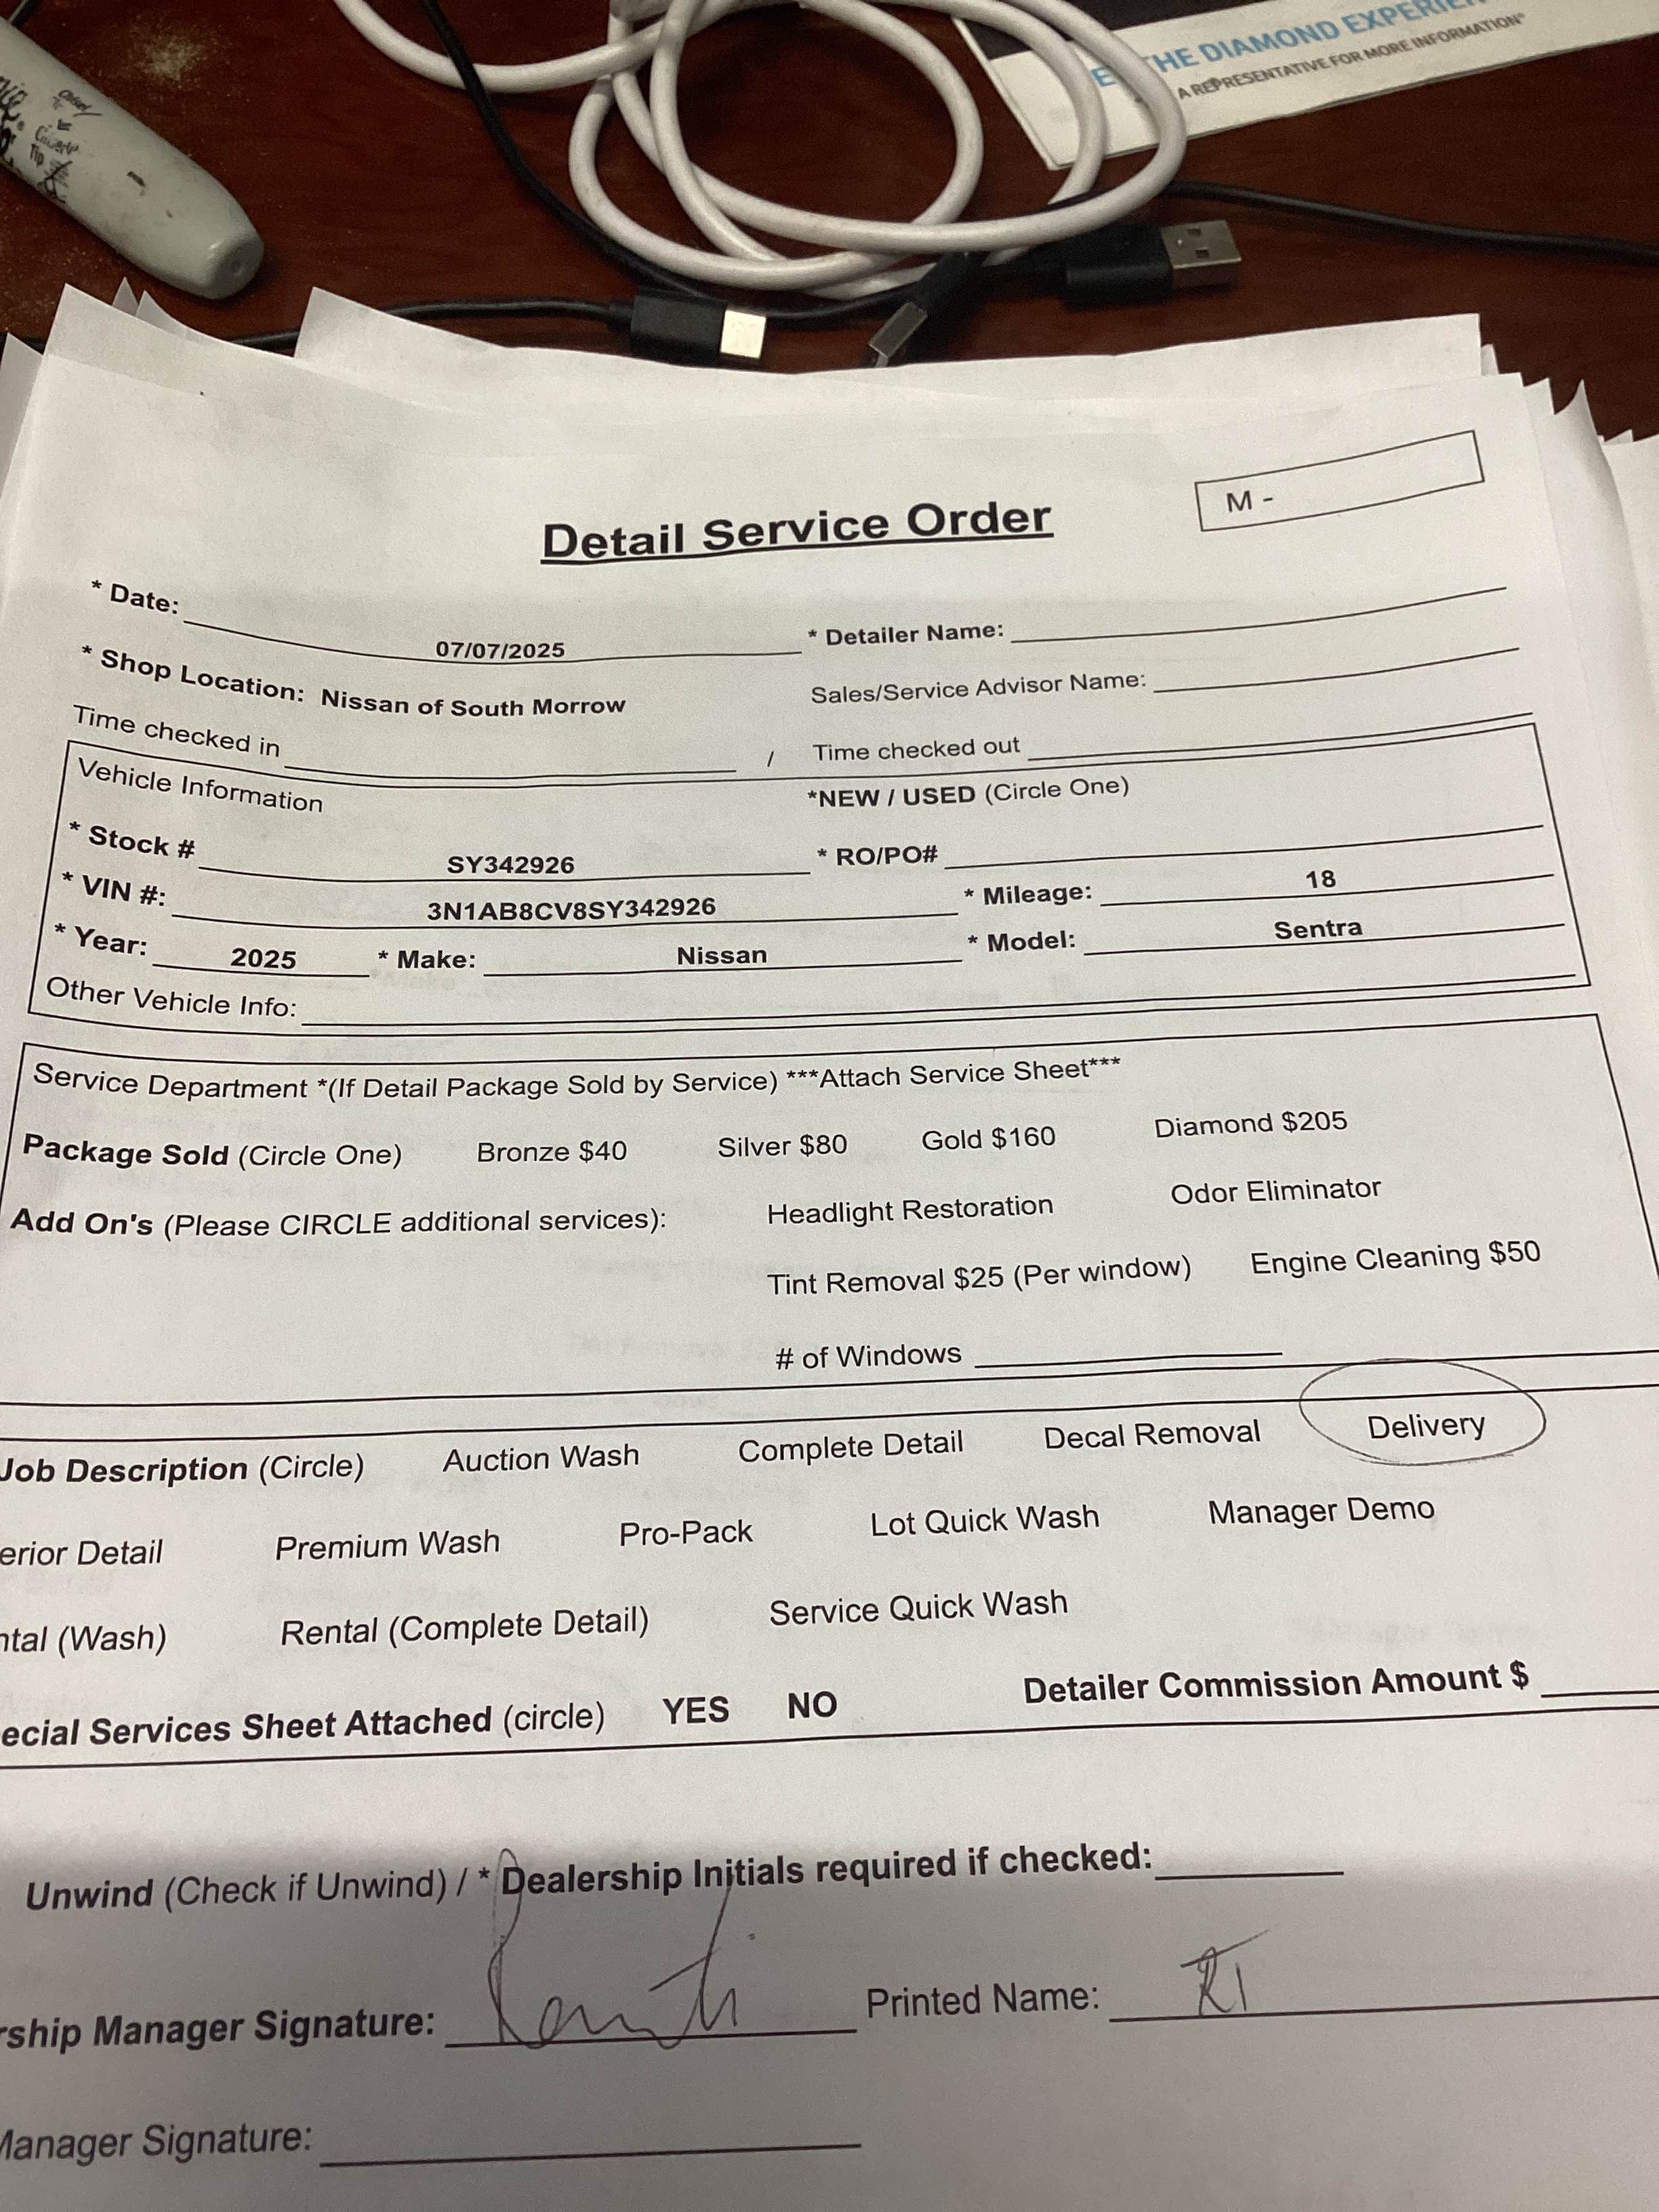 THE DIAMOND EXPERIEN
A REPRESENTATIVE FOR MORE INFORMATION"
Chisel
Tip
M -
Detail Service Order
* Date: 07/07/2025 * Detailer Name:
* Shop Location: Nissan of South Morrow Sales/Service Advisor Name:
Time checked in / Time checked out
Vehicle Information *NEW / USED (Circle One)
* Stock # SY342926 * RO/PO#
* VIN #: 3N1AB8CV8SY342926 * Mileage: 18
* Year: 2025 * Make: Nissan * Model: Sentra
Other Vehicle Info:
Service Department *(If Detail Package Sold by Service) ***Attach Service Sheet***
Package Sold (Circle One) Bronze $40 Silver $80 Gold $160 Diamond $205
Add On's (Please CIRCLE additional services): Headlight Restoration Odor Eliminator
Tint Removal $25 (Per window) Engine Cleaning $50
# of Windows
Job Description (Circle) Auction Wash Complete Detail Decal Removal Delivery
erior Detail Premium Wash Pro-Pack Lot Quick Wash Manager Demo
ntal (Wash) Rental (Complete Detail) Service Quick Wash
ecial Services Sheet Attached (circle) YES NO Detailer Commission Amount $
Unwind (Check if Unwind) / * Dealership Initials required if checked:
rship Manager Signature: Printed Name:
Manager Signature: